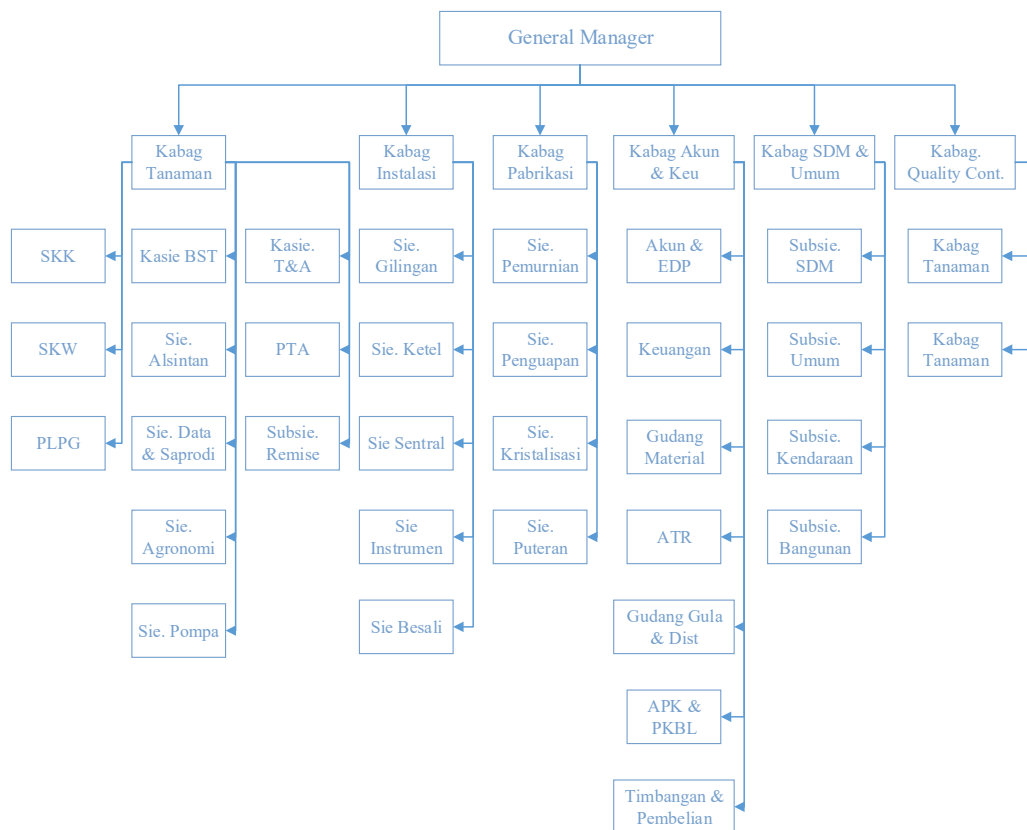 General Manager
Kabag
Tanaman
Kabag
Instalasi
Kabag
Pabrikasi
Kabag Akun
& Keu
Kabag SDM &
Umum
Kabag.
Quality Cont.
SKK
Kasie BST
Kasie.
T&A
Sie.
Gilingan
Sie.
Pemurnian
Akun &
EDP
Subsie.
SDM
Kabag
Tanaman
SKW
Sie.
Alsintan
PTA
Sie. Ketel
Sie.
Penguapan
Keuangan
Subsie.
Umum
Kabag
Tanaman
PLPG
Sie. Data
& Saprodi
Subsie.
Remise
Sie Sentral
Sie.
Kristalisasi
Gudang
Material
Subsie.
Kendaraan
Sie.
Agronomi
Sie
Instrumen
Sie.
Puteran
ATR
Subsie.
Bangunan
Sie. Pompa
Sie Besali
Gudang Gula
& Dist
APK &
PKBL
Timbangan &
Pembelian